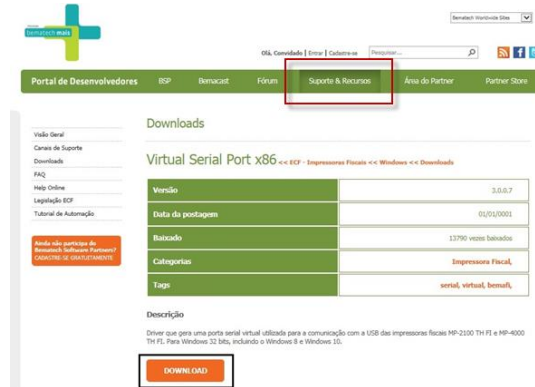 bematech mais
Bematech Worldwide Sites
Olá, Convidado | Entrar | Cadastre-se
Pesquisar...
Portal de Desenvolvedores BSP Bemacast Fórum Suporte & Recursos Área do Partner Partner Store
Visão Geral
Canais de Suporte
Downloads
FAQ
Help Online
Legislação ECF
Tutorial de Automação
Ainda não participa do
Bematech Software Partners?
CADASTRE-SE GRATUITAMENTE
Downloads
Virtual Serial Port x86 << ECF - Impressoras Fiscais << Windows << Downloads
Versão 3.0.0.7
Data da postagem 01/01/0001
Baixado 13790 vezes baixados
Categorias Impressora Fiscal,
Tags serial, virtual, bemafi,
Descrição
Driver que gera uma porta serial virtual utilizada para a comunicação com a USB das impressoras fiscais MP-2100 TH FI e MP-4000
TH FI. Para Windows 32 bits, incluindo o Windows 8 e Windows 10.
DOWNLOAD